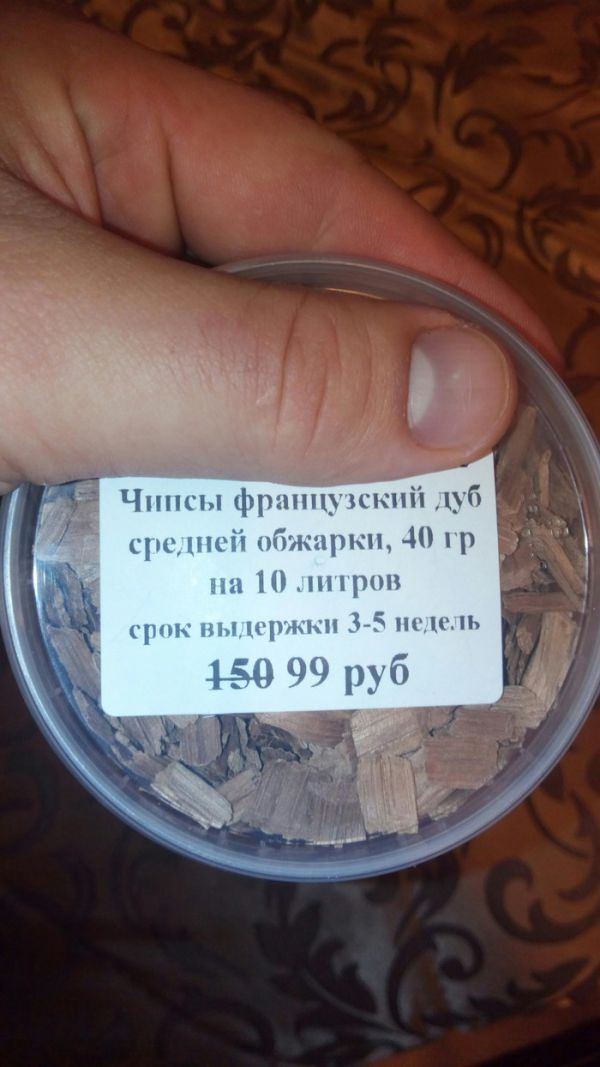 Чипсы французский дуб
средней обжарки, 40 гр
на 10 литров
срок выдержки 3-5 недель
150 99 руб